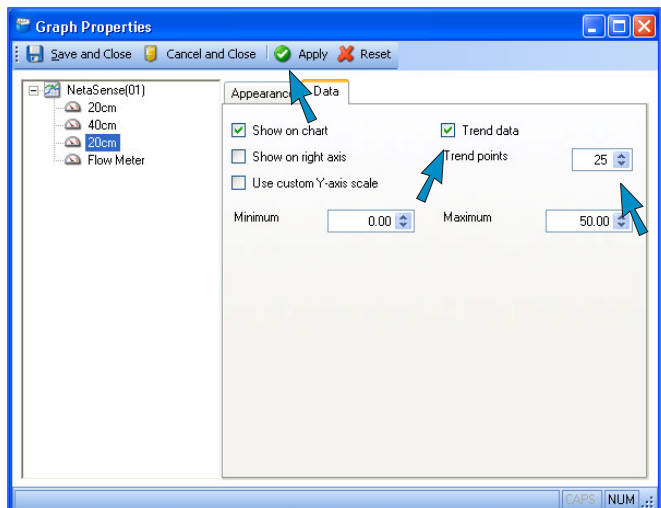 Graph Properties
Save and Close Cancel and Close Apply Reset
NetaSense(01)
20cm
40cm
20cm
Flow Meter
Appearance Data
Show on chart Trend data
Show on right axis Trend points 25
Use custom Y-axis scale
Minimum 0.00 Maximum 50.00
CAPS NUM